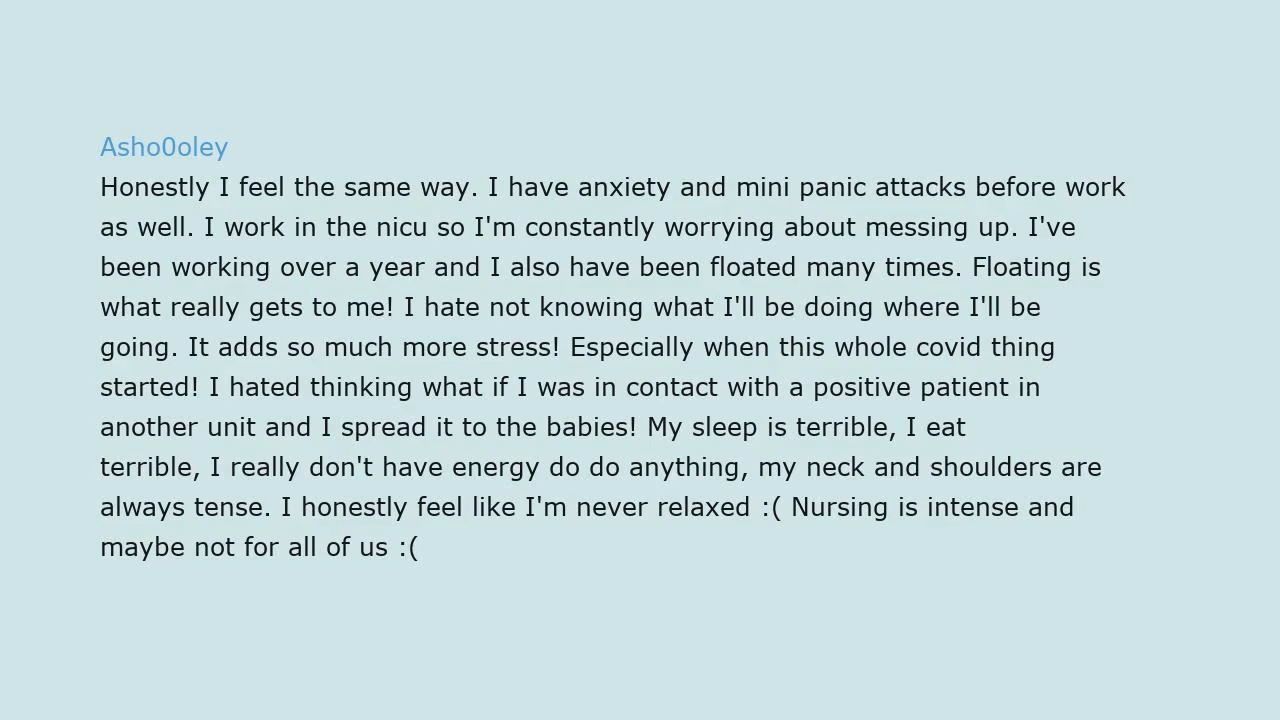 Asho0oley
Honestly I feel the same way. I have anxiety and mini panic attacks before work
as well. I work in the nicu so I'm constantly worrying about messing up. I've
been working over a year and I also have been floated many times. Floating is
what really gets to me! I hate not knowing what I'll be doing where I'll be
going. It adds so much more stress! Especially when this whole covid thing
started! I hated thinking what if I was in contact with a positive patient in
another unit and I spread it to the babies! My sleep is terrible, I eat
terrible, I really don't have energy do do anything, my neck and shoulders are
always tense. I honestly feel like I'm never relaxed :( Nursing is intense and
maybe not for all of us :(